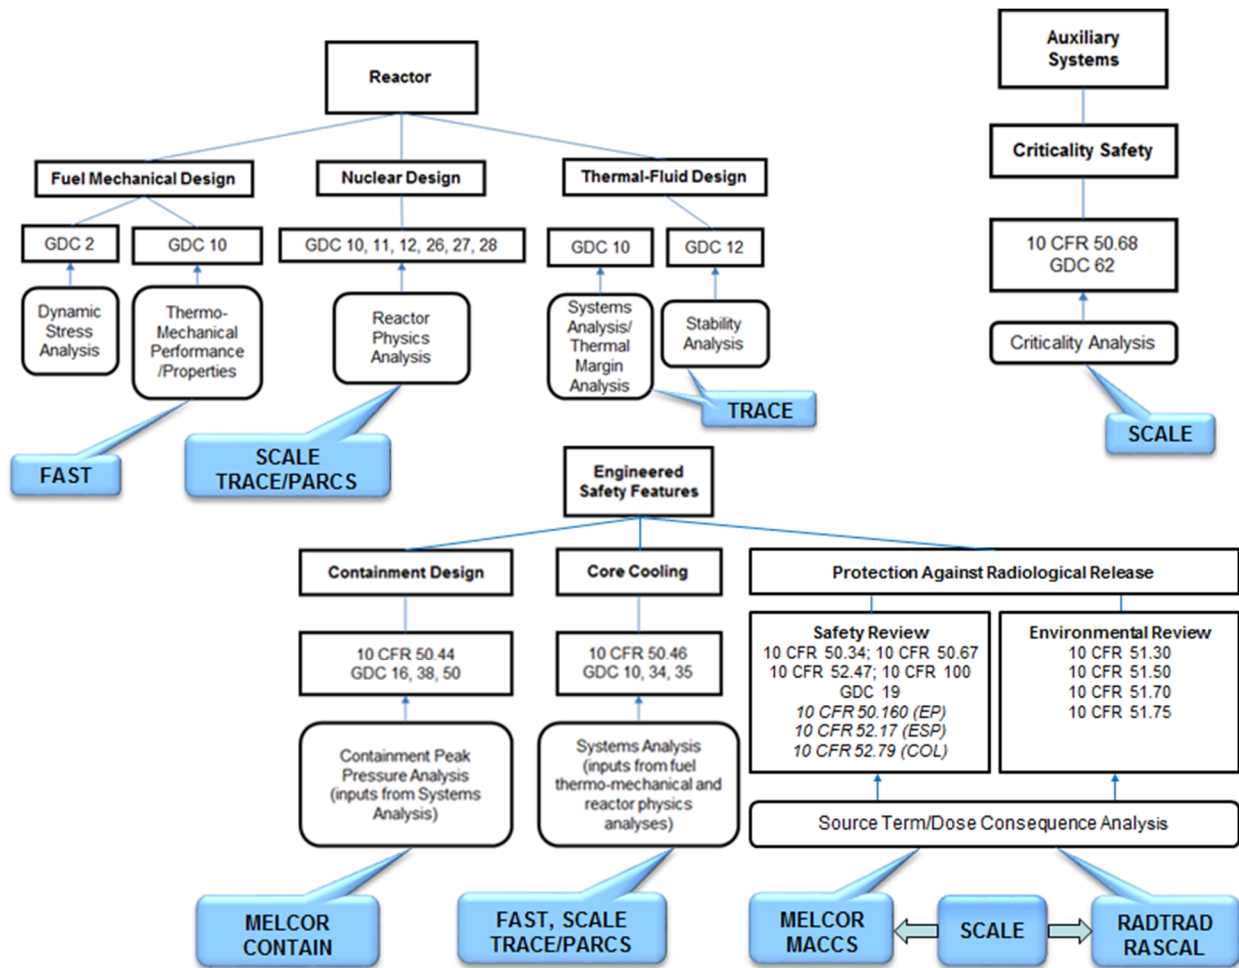 Reactor
Auxiliary
Systems
Fuel Mechanical Design
Nuclear Design
Thermal-Fluid Design
Criticality Safety
GDC 2
GDC 10
GDC 10, 11, 12, 26, 27, 28
GDC 10
GDC 12
10 CFR 50.68
GDC 62
Dynamic
Stress
Analysis
Thermo-
Mechanical
Performance
/Properties
Reactor
Physics
Analysis
Systems
Analysis/
Thermal
Margin
Analysis
Stability
Analysis
Criticality Analysis
FAST
SCALE
TRACE/PARCS
TRACE
SCALE
Engineered
Safety Features
Containment Design
Core Cooling
Protection Against Radiological Release
10 CFR 50.44
GDC 16, 38, 50
10 CFR 50.46
GDC 10, 34, 35
Safety Review
10 CFR 50.34; 10 CFR 50.67
10 CFR 52.47; 10 CFR 100
GDC 19
10 CFR 50.160 (EP)
10 CFR 52.17 (ESP)
10 CFR 52.79 (COL)
Environmental Review
10 CFR 51.30
10 CFR 51.50
10 CFR 51.70
10 CFR 51.75
Containment Peak
Pressure Analysis
(inputs from Systems
Analysis)
Systems Analysis
(inputs from fuel
thermo-mechanical and
reactor physics
analyses)
Source Term/Dose Consequence Analysis
MELCOR
CONTAIN
FAST, SCALE
TRACE/PARCS
MELCOR
MACCS
SCALE
RADTRAD
RASCAL